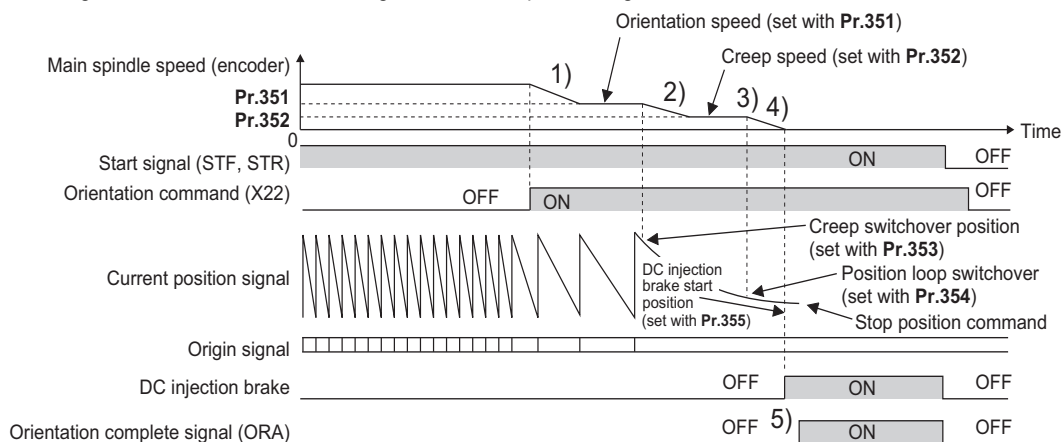 Orientation speed (set with Pr.351)
Creep speed (set with Pr.352)
Main spindle speed (encoder)
1)
2)
3)
4)
Pr.351
Pr.352
0
Time
Start signal (STF, STR)
ON
OFF
Orientation command (X22)
OFF
ON
OFF
Creep switchover position
(set with Pr.353)
Current position signal
DC injection
brake start
position
(set with Pr.355)
Position loop switchover
(set with Pr.354)
Stop position command
Origin signal
DC injection brake
OFF
ON
OFF
Orientation complete signal (ORA)
OFF
5)
ON
OFF